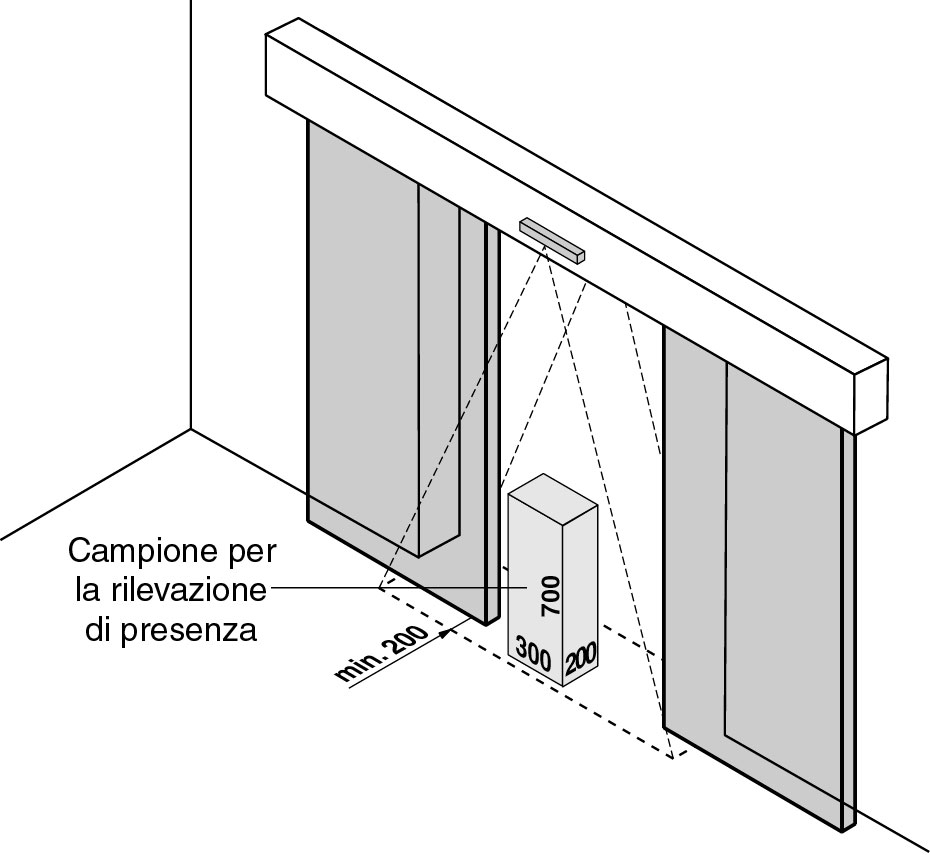 Campione per
la rilevazione
di presenza
min. 200
700
300
200